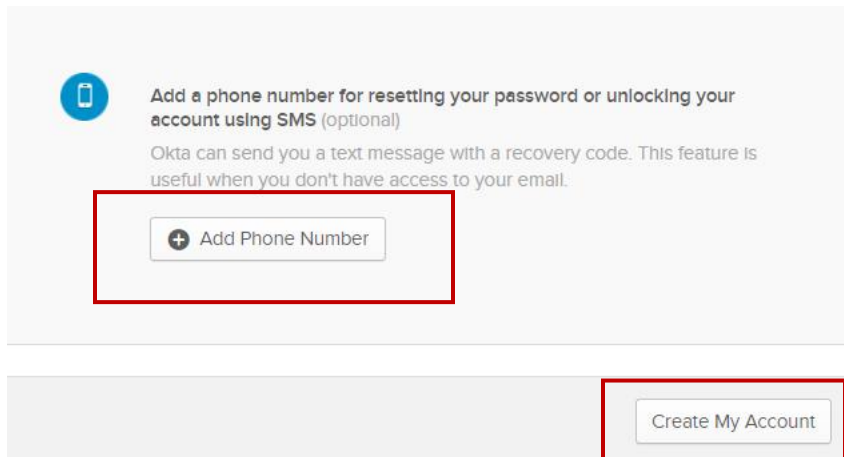 Add a phone number for resetting your password or unlocking your
account using SMS (optional)
Okta can send you a text message with a recovery code. This feature is
useful when you don't have access to your email.
Add Phone Number
Create My Account